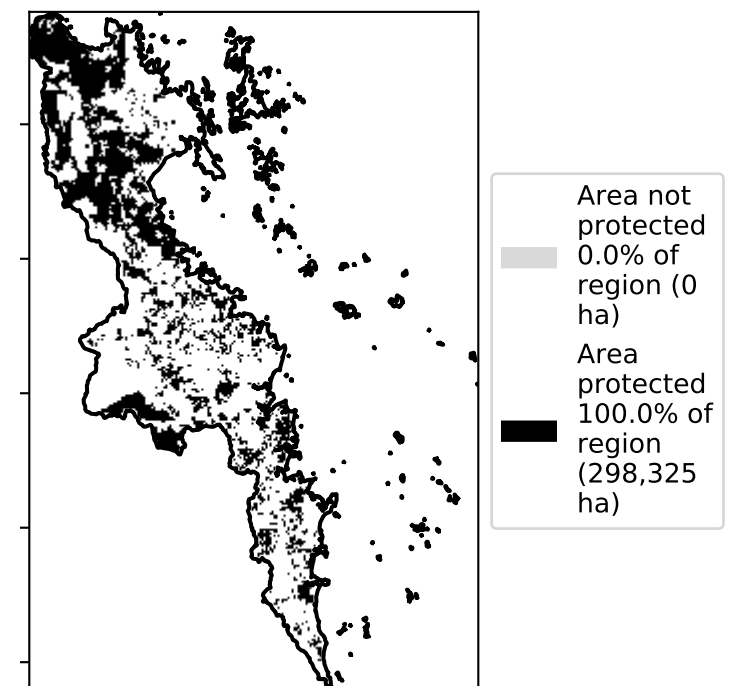 Area not
protected
0.0% of
region (0
ha)
Area
protected
100.0% of
region
(298,325
ha)